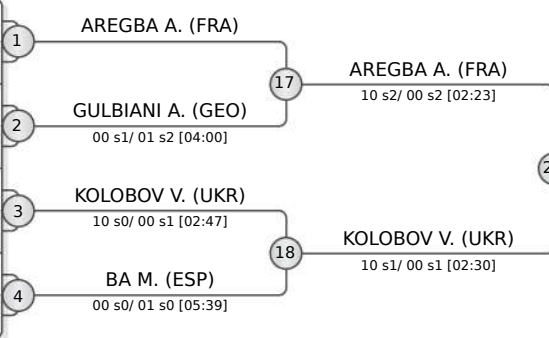 AREGBA A. (FRA)
1
17
AREGBA A. (FRA)
10 s2/ 00 s2 [02:23]
GULBIANI A. (GEO)
2
00 s1/ 01 s2 [04:00]
KOLOBOV V. (UKR)
3
10 s0/ 00 s1 [02:47]
18
KOLOBOV V. (UKR)
10 s1/ 00 s1 [02:30]
BA M. (ESP)
4
00 s0/ 01 s0 [05:39]